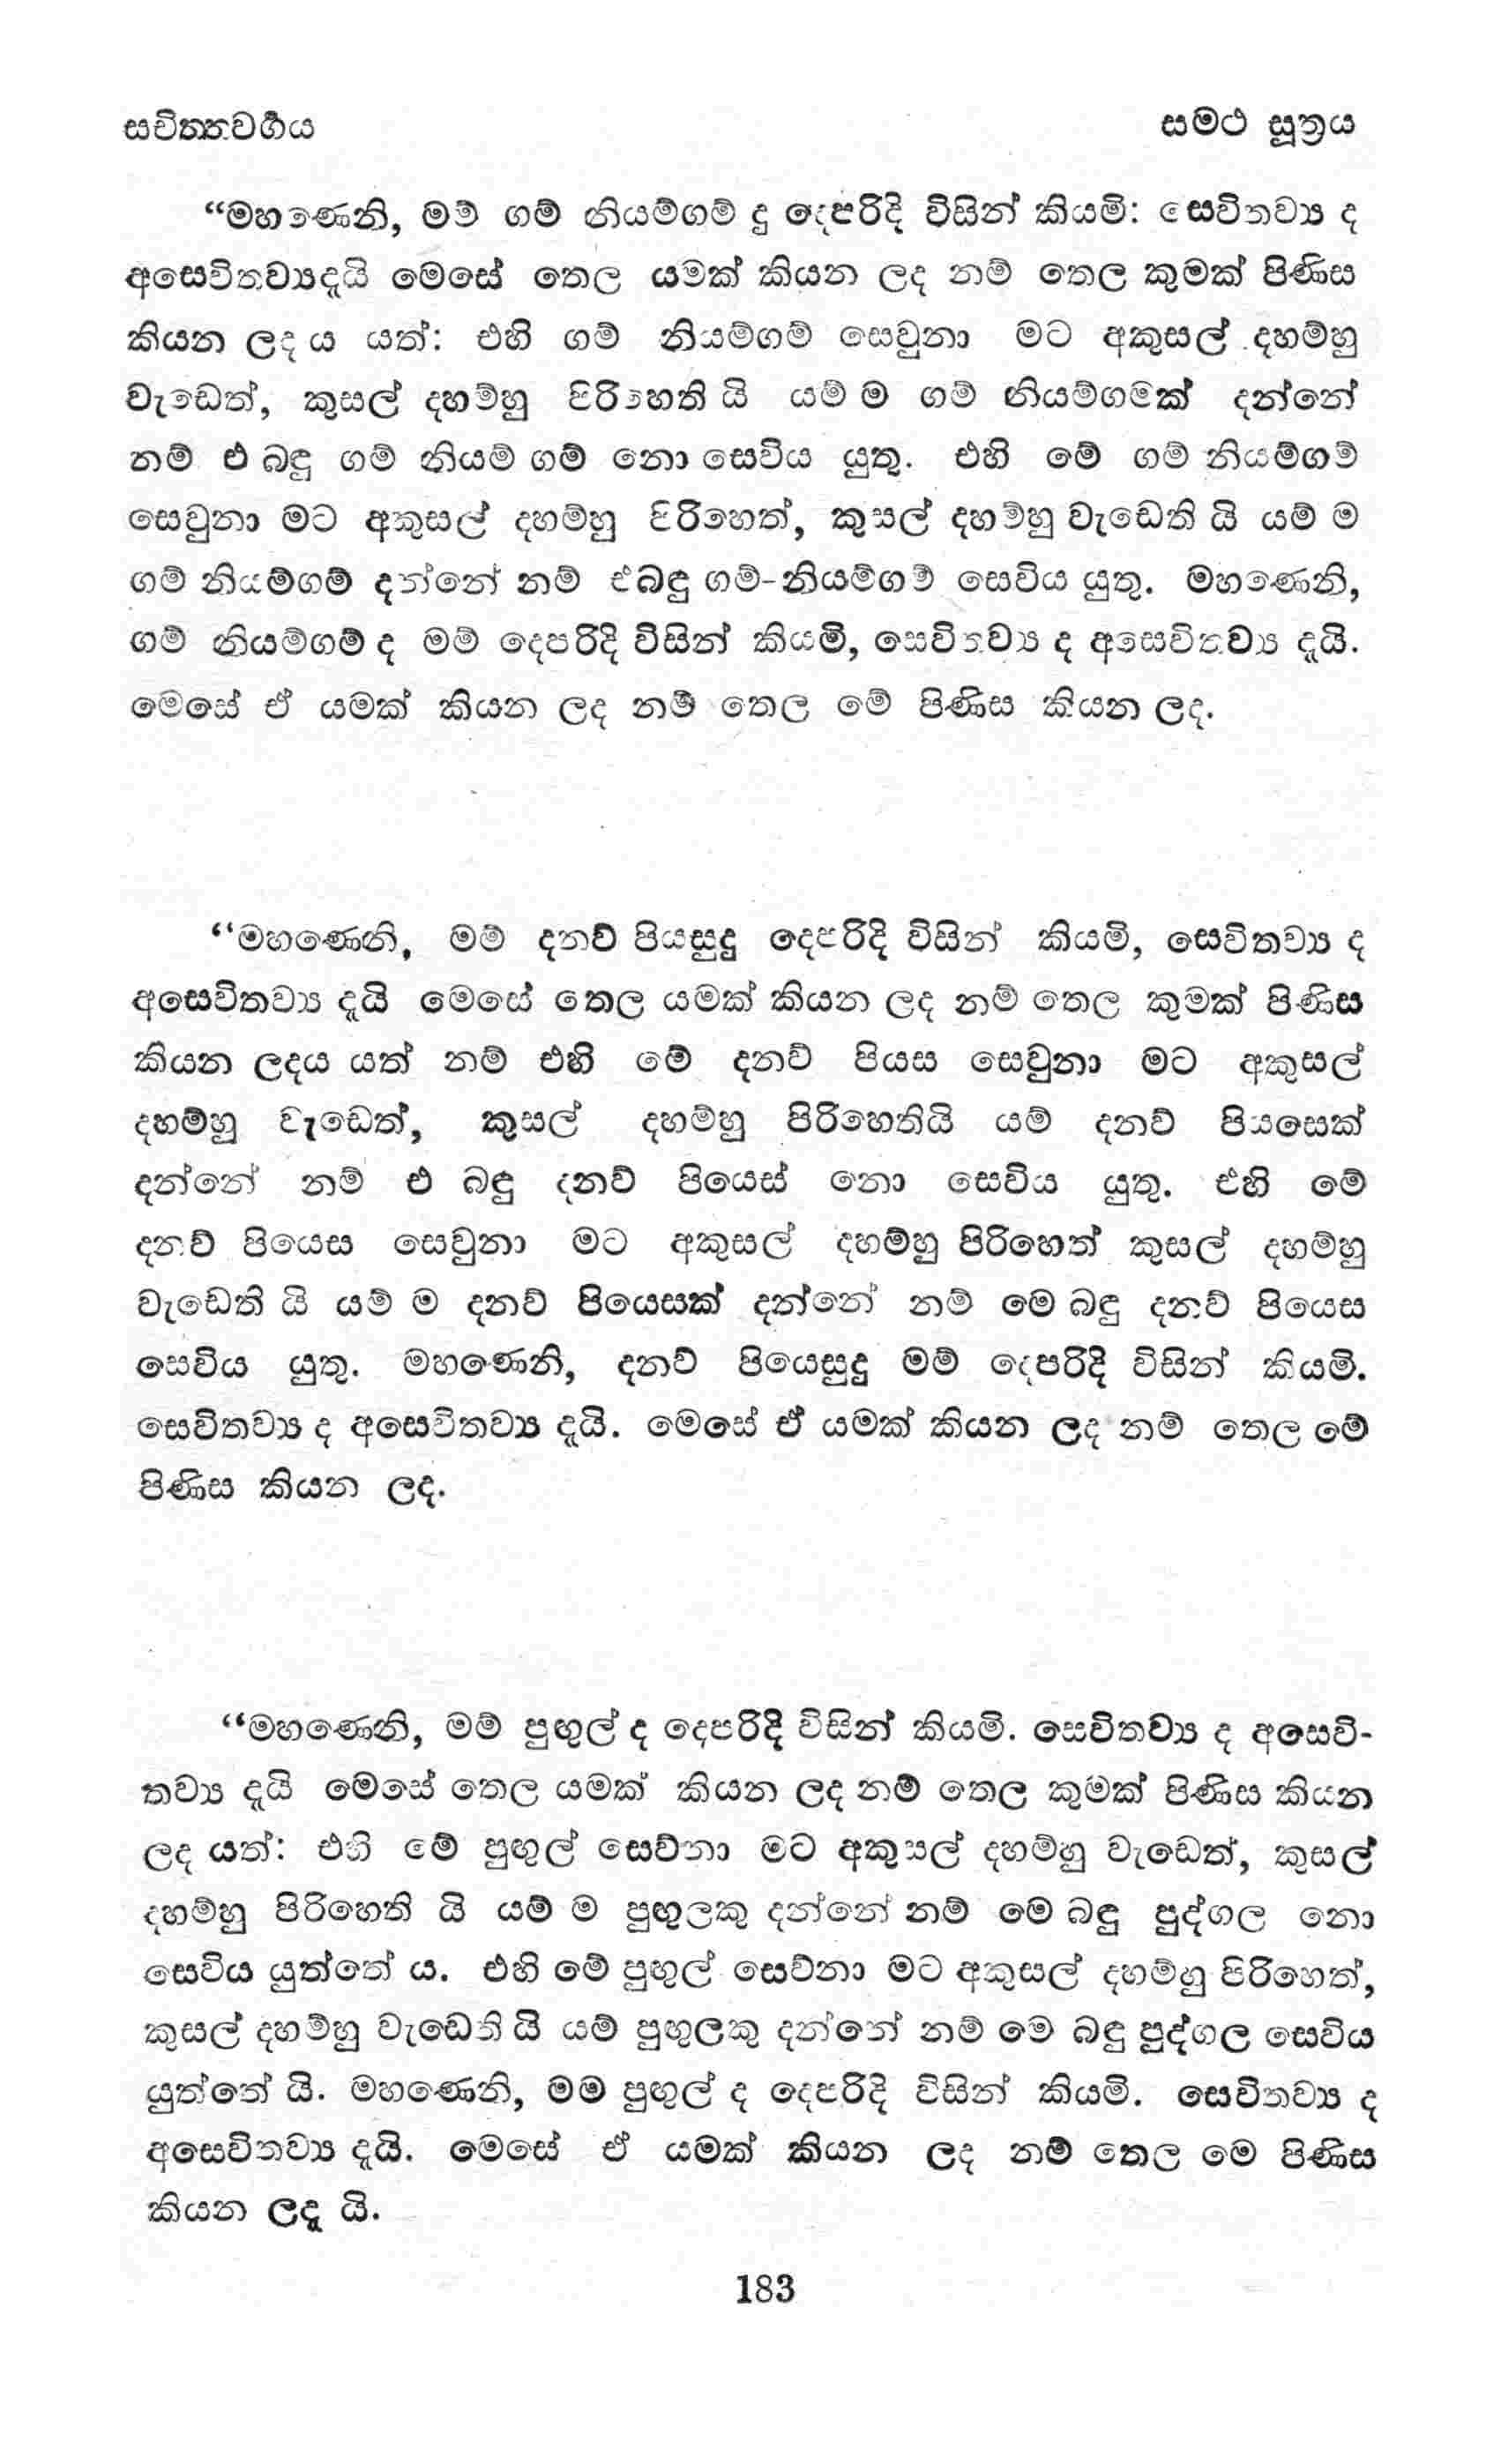 සචිත්තවර්ගය
සමථ සූත්‍රය
“මහණෙනි, මම් ගම් නියම්ගම් දු දෙපරිදි විසින් කියමි: සෙවිතව්‍ය ද
අසෙවිතව්‍යදැයි මෙසේ තෙල යමක් කියන ලද නම් තෙල කුමක් පිණිස
කියන ලද ය යත්: එහි ගම් නියම්ගම් සෙවුනා මට අකුසල් දහම්හු
වැඩෙත්, කුසල් දහම්හු පිරිහෙති යි යම් ම ගම් නියම්ගමක් දන්නේ
නම් එ බඳු ගම් නියම් ගම් නො සෙවිය යුතු. එහි මේ ගම් නියම්ගම්
සෙවුනා මට අකුසල් දහම්හු පිරිහෙත්, කුසල් දහම්හු වැඩෙති යි යම් ම
ගම් නියම්ගම් දන්නේ නම් එබඳු ගම්-නියම්ගම් සෙවිය යුතු. මහණෙනි,
ගම් නියම්ගම් ද මම් දෙපරිදි විසින් කියමි, සෙවිතව්‍ය ද අසෙවිතව්‍ය දැයි.
මෙසේ ඒ යමක් කියන ලද නම් තෙල මේ පිණිස කියන ලද.
“මහණෙනි, මම් දනව් පියසුදු දෙපරිදි විසින් කියමි, සෙවිතව්‍ය ද
අසෙවිතව්‍ය දැයි මෙසේ තෙල යමක් කියන ලද නම් තෙල කුමක් පිණිස
කියන ලදය යත් නම් එහි මේ දනව් පියස සෙවුනා මට අකුසල්
දහම්හු වැඩෙත්, කුසල් දහම්හු පිරිහෙතියි යම් දනව් පියසෙක්
දන්නේ නම් එ බඳු දනව් පියෙස් නො සෙවිය යුතු. එහි මේ
දනව් පියෙස සෙවුනා මට අකුසල් දහම්හු පිරිහෙත් කුසල් දහම්හු
වැඩෙති යි යම් ම දනව් පියෙසක් දන්නේ නම් මෙ බඳු දනව් පියෙස
සෙවිය යුතු. මහණෙනි, දනව් පියෙසුදු මම් දෙපරිදි විසින් කියමි.
සෙවිතව්‍ය ද අසෙවිතව්‍ය දැයි. මෙසේ ඒ යමක් කියන ලද නම් තෙල මේ
පිණිස කියන ලද.
“මහණෙනි, මම් පුඟුල් ද දෙපරිදි විසින් කියමි. සෙවිතව්‍ය ද අසෙවි-
තව්‍ය දැයි මෙසේ තෙල යමක් කියන ලද නම් තෙල කුමක් පිණිස කියන
ලද යත්: එහි මේ පුඟුල් සෙව්නා මට අකුසල් දහම්හු වැඩෙත්, කුසල්
දහම්හු පිරිහෙති යි යම් ම පුඟුලකු දන්නේ නම් මෙ බඳු පුද්ගල නො
සෙවිය යුත්තේ ය. එහි මේ පුඟුල් සෙව්නා මට අකුසල් දහම්හු පිරිහෙත්,
කුසල් දහම්හු වැඩෙති යි යම් පුඟුලකු දන්නේ නම් මෙ බඳු පුද්ගල සෙවිය
යුත්තේ යි. මහණෙනි, මම පුඟුල් ද දෙපරිදි විසින් කියමි. සෙවිතව්‍ය ද
අසෙවිතව්‍ය දැයි. මෙසේ ඒ යමක් කියන ලද නම් තෙල මෙ පිණිස
කියන ලදැ යි.
183